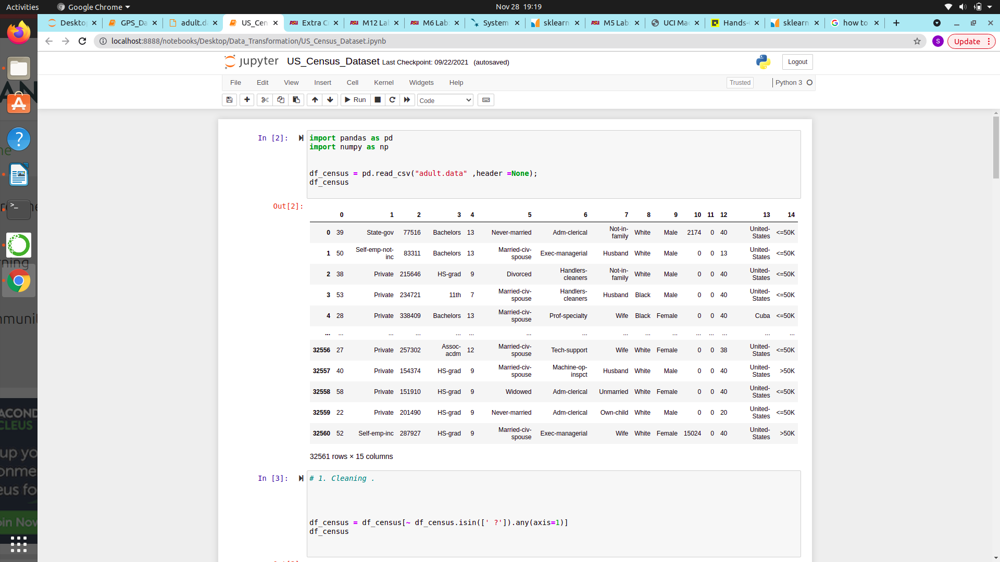 Activities Google Chrome Nov 28 19:19
Deskto GPS_Da adult.d US_Cen Extra C M12 La M6 Lab System sklearn M5 Lab UCI Ma Hands- sklearn how to
localhost:8888/notebooks/Desktop/Data_Transformation/US_Census_Dataset.ipynb S Update
jupyter US_Census_Dataset Last Checkpoint: 09/22/2021 (autosaved) Logout
File Edit View Insert Cell Kernel Widgets Help Trusted Python 3
Run Code
In [2]: import pandas as pd
import numpy as np
df_census = pd.read_csv("adult.data" ,header =None);
df_census
Out[2]:
0 1 2 3 4 5 6 7 8 9 10 11 12 13 14
0 39 State-gov 77516 Bachelors 13 Never-married Adm-clerical Not-in-family White Male 2174 0 40 United-States <=50K
1 50 Self-emp-not-inc 83311 Bachelors 13 Married-civ-spouse Exec-managerial Husband White Male 0 0 13 United-States <=50K
2 38 Private 215646 HS-grad 9 Divorced Handlers-cleaners Not-in-family White Male 0 0 40 United-States <=50K
3 53 Private 234721 11th 7 Married-civ-spouse Handlers-cleaners Husband Black Male 0 0 40 United-States <=50K
4 28 Private 338409 Bachelors 13 Married-civ-spouse Prof-specialty Wife Black Female 0 0 40 Cuba <=50K
... ... ... ... ... ... ... ... ... ... ... ... ... ... ... ...
32556 27 Private 257302 Assoc-acdm 12 Married-civ-spouse Tech-support Wife White Female 0 0 38 United-States <=50K
32557 40 Private 154374 HS-grad 9 Married-civ-spouse Machine-op-inspct Husband White Male 0 0 40 United-States >50K
32558 58 Private 151910 HS-grad 9 Widowed Adm-clerical Unmarried White Female 0 0 40 United-States <=50K
32559 22 Private 201490 HS-grad 9 Never-married Adm-clerical Own-child White Male 0 0 20 United-States <=50K
32560 52 Self-emp-inc 287927 HS-grad 9 Married-civ-spouse Exec-managerial Wife White Female 15024 0 40 United-States >50K
32561 rows × 15 columns
In [3]: # 1. Cleaning .
df_census = df_census[~ df_census.isin([' ?']).any(axis=1)]
df_census